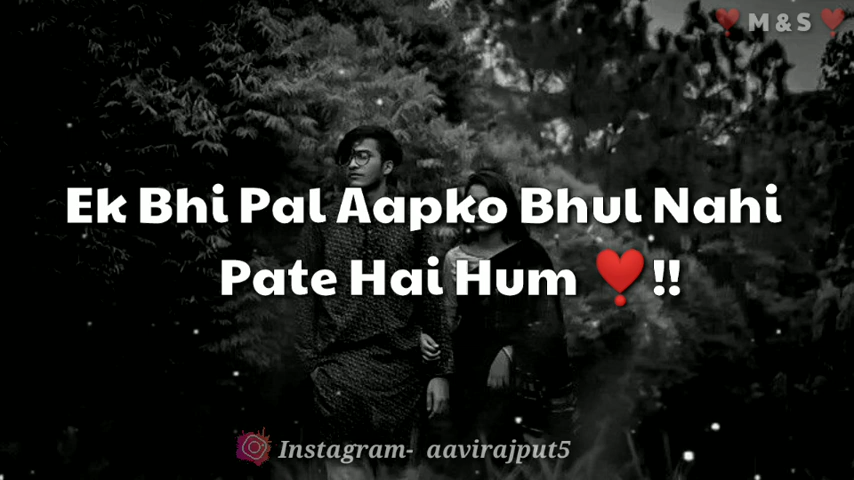 ❣️ M & S ❣️
Ek Bhi Pal Aapko Bhul Nahi
Pate Hai Hum ❣️!!
Instagram- aavirajput5